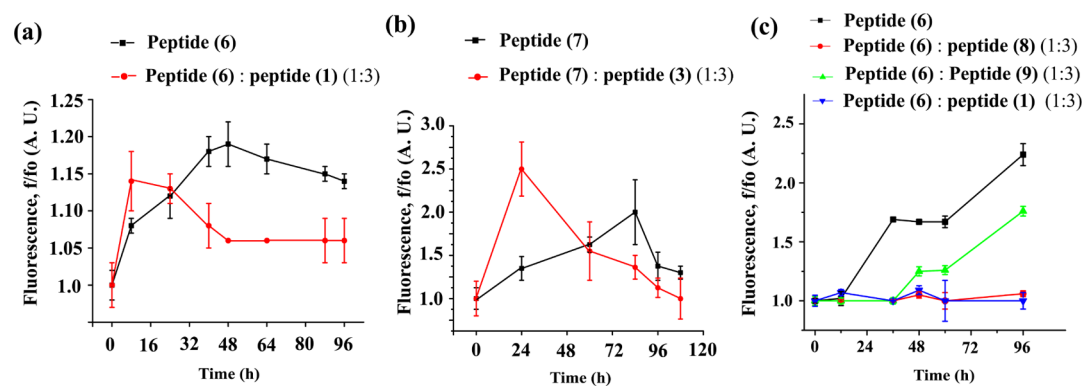 (a)
Peptide (6)
Peptide (6) : peptide (1) (1:3)
Fluorescence, f/fo (A. U.)
1.25
1.20
1.15
1.10
1.05
1.0
0 16 32 48 64 80 96
Time (h)
(b)
Peptide (7)
Peptide (7) : peptide (3) (1:3)
Fluorescence, f/fo (A. U.)
3.0
2.5
2.0
1.5
1.0
0 24 48 72 96 120
Time (h)
(c)
Peptide (6)
Peptide (6) : peptide (8) (1:3)
Peptide (6) : Peptide (9) (1:3)
Peptide (6) : peptide (1) (1:3)
Fluorescence, f/fo (A. U.)
2.5
2.0
1.5
1.0
0 24 48 72 96
Time (h)